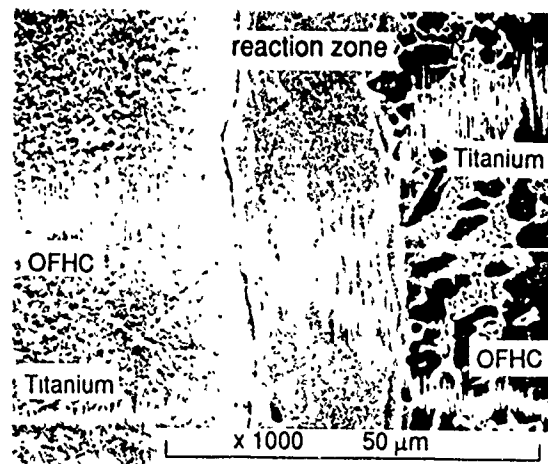 reaction zone
Titanium
OFHC
OFHC
Titanium
x 1000 50 µm